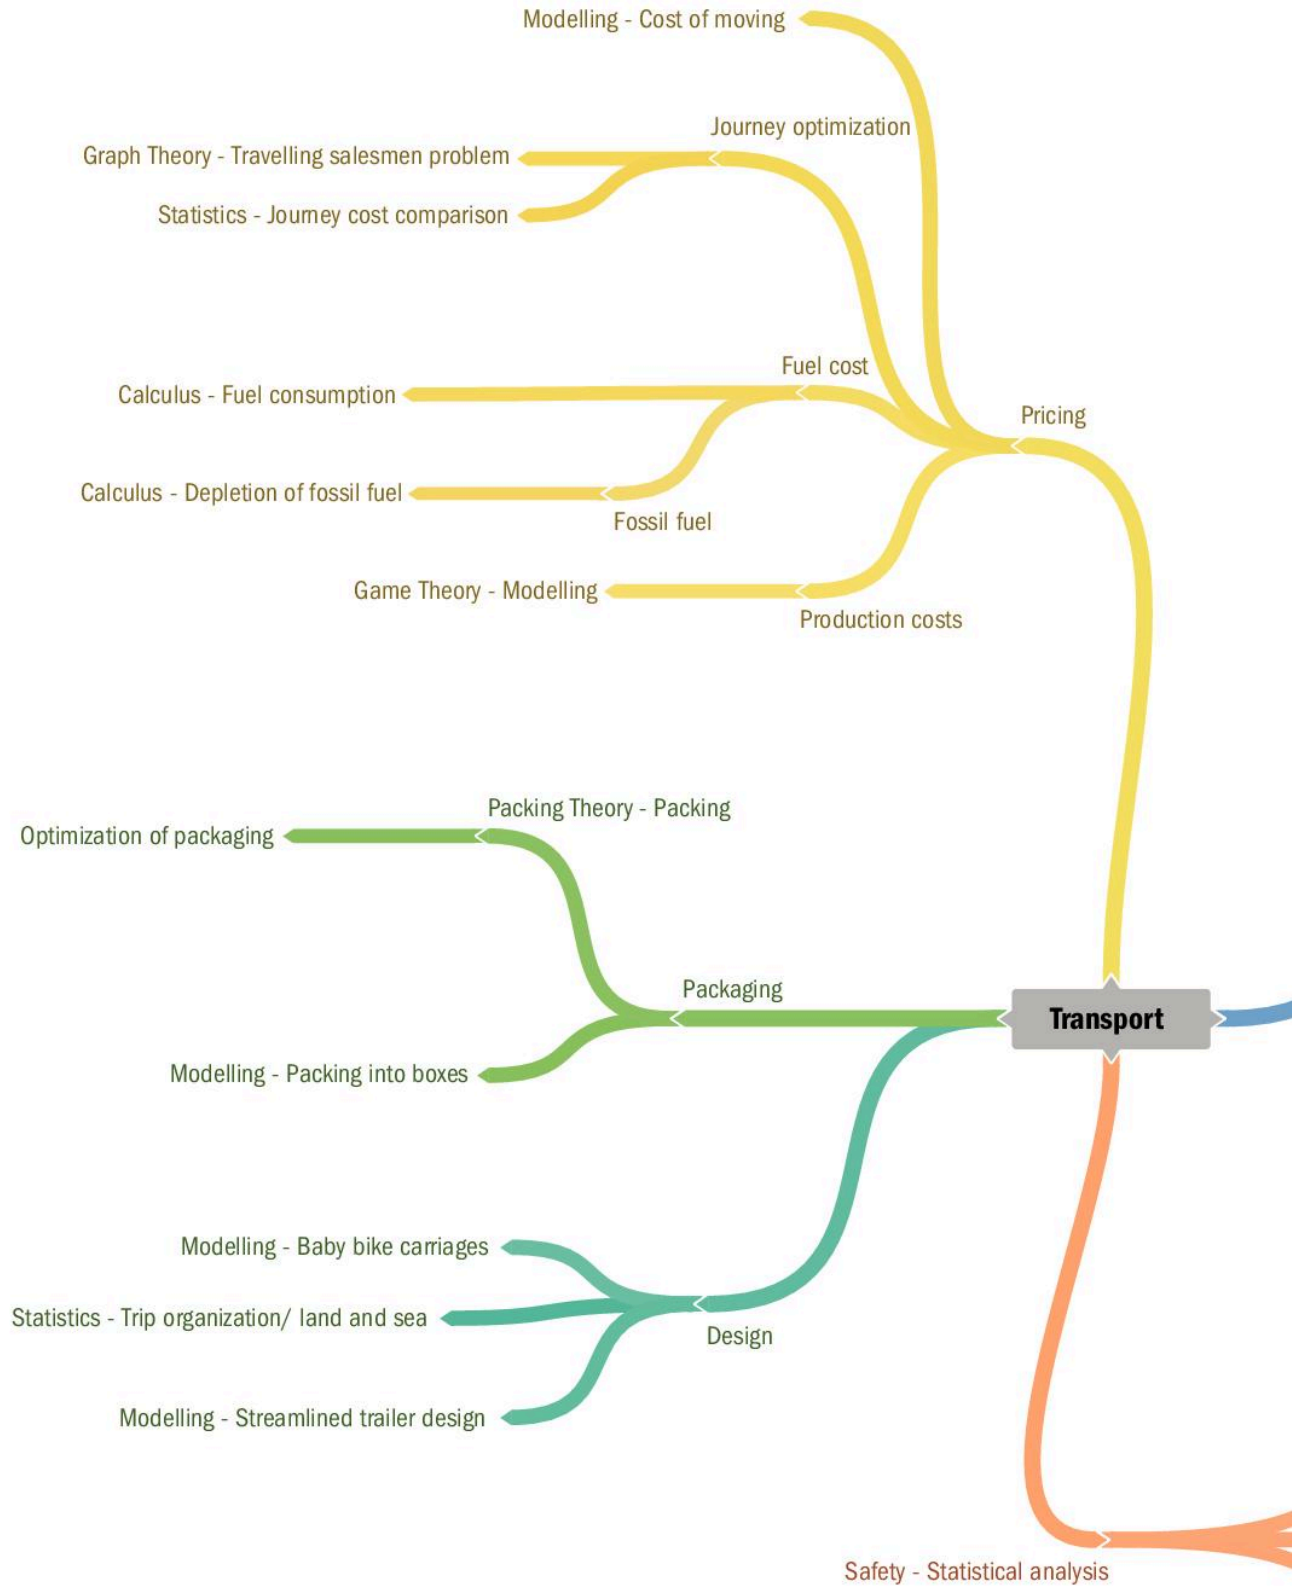 Modelling - Cost of moving
Journey optimization
Graph Theory - Travelling salesmen problem
Statistics - Journey cost comparison
Fuel cost
Calculus - Fuel consumption
Pricing
Calculus - Depletion of fossil fuel
Fossil fuel
Game Theory - Modelling
Production costs
Packing Theory - Packing
Optimization of packaging
Packaging
Transport
Modelling - Packing into boxes
Modelling - Baby bike carriages
Statistics - Trip organization/ land and sea
Design
Modelling - Streamlined trailer design
Safety - Statistical analysis